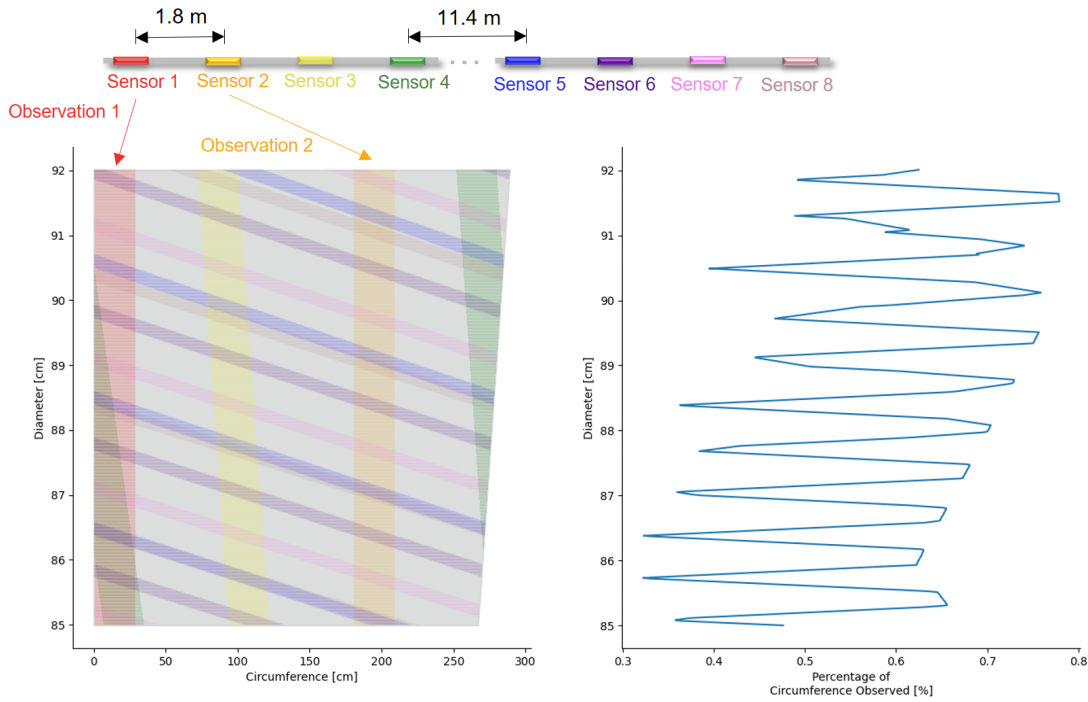 1.8 m
11.4 m
Sensor 1
Sensor 2
Sensor 3
Sensor 4
Sensor 5
Sensor 6
Sensor 7
Sensor 8
Observation 1
Observation 2
92
91
90
89
88
87
86
85
Diameter [cm]
0
50
100
150
200
250
300
Circumference [cm]
92
91
90
89
88
87
86
85
Diameter [cm]
0.3
0.4
0.5
0.6
0.7
0.8
Percentage of
Circumference Observed [%]